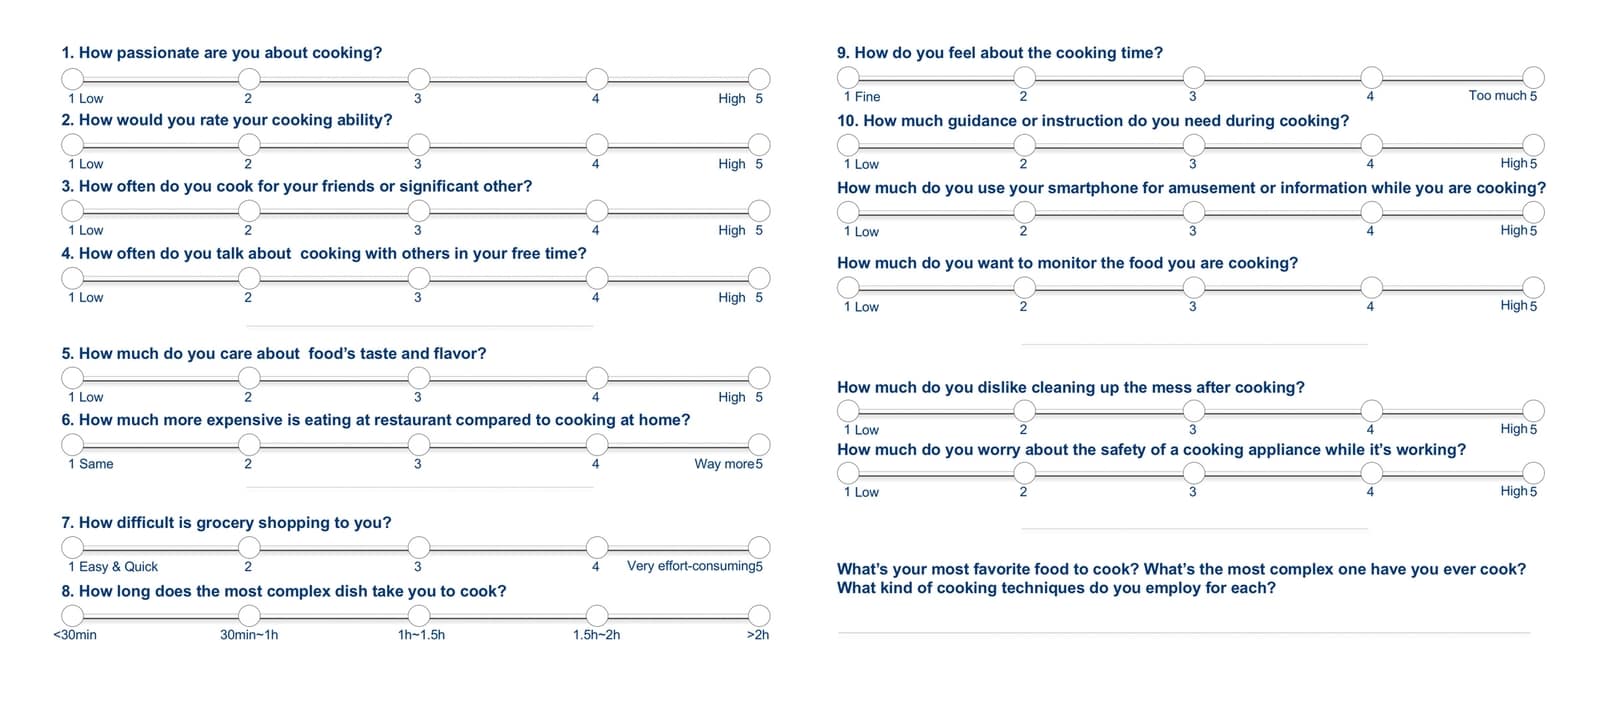 1. How passionate are you about cooking?
1 Low 2 3 4 High 5
2. How would you rate your cooking ability?
1 Low 2 3 4 High 5
3. How often do you cook for your friends or significant other?
1 Low 2 3 4 High 5
4. How often do you talk about cooking with others in your free time?
1 Low 2 3 4 High 5
5. How much do you care about food's taste and flavor?
1 Low 2 3 4 High 5
6. How much more expensive is eating at restaurant compared to cooking at home?
1 Same 2 3 4 Way more5
7. How difficult is grocery shopping to you?
1 Easy & Quick 2 3 4 Very effort-consuming5
8. How long does the most complex dish take you to cook?
<30min 30min~1h 1h~1.5h 1.5h~2h >2h
9. How do you feel about the cooking time?
1 Fine 2 3 4 Too much 5
10. How much guidance or instruction do you need during cooking?
1 Low 2 3 4 High 5
How much do you use your smartphone for amusement or information while you are cooking?
1 Low 2 3 4 High 5
How much do you want to monitor the food you are cooking?
1 Low 2 3 4 High 5
How much do you dislike cleaning up the mess after cooking?
1 Low 2 3 4 High 5
How much do you worry about the safety of a cooking appliance while it's working?
1 Low 2 3 4 High 5
What's your most favorite food to cook? What's the most complex one have you ever cook?
What kind of cooking techniques do you employ for each?